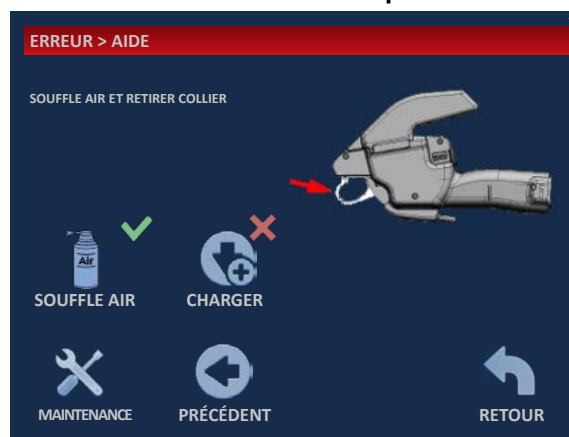 ERREUR > AIDE
SOUFFLE AIR ET RETIRER COLLIER
Air
SOUFFLE AIR
CHARGER
MAINTENANCE
PRÉCÉDENT
RETOUR